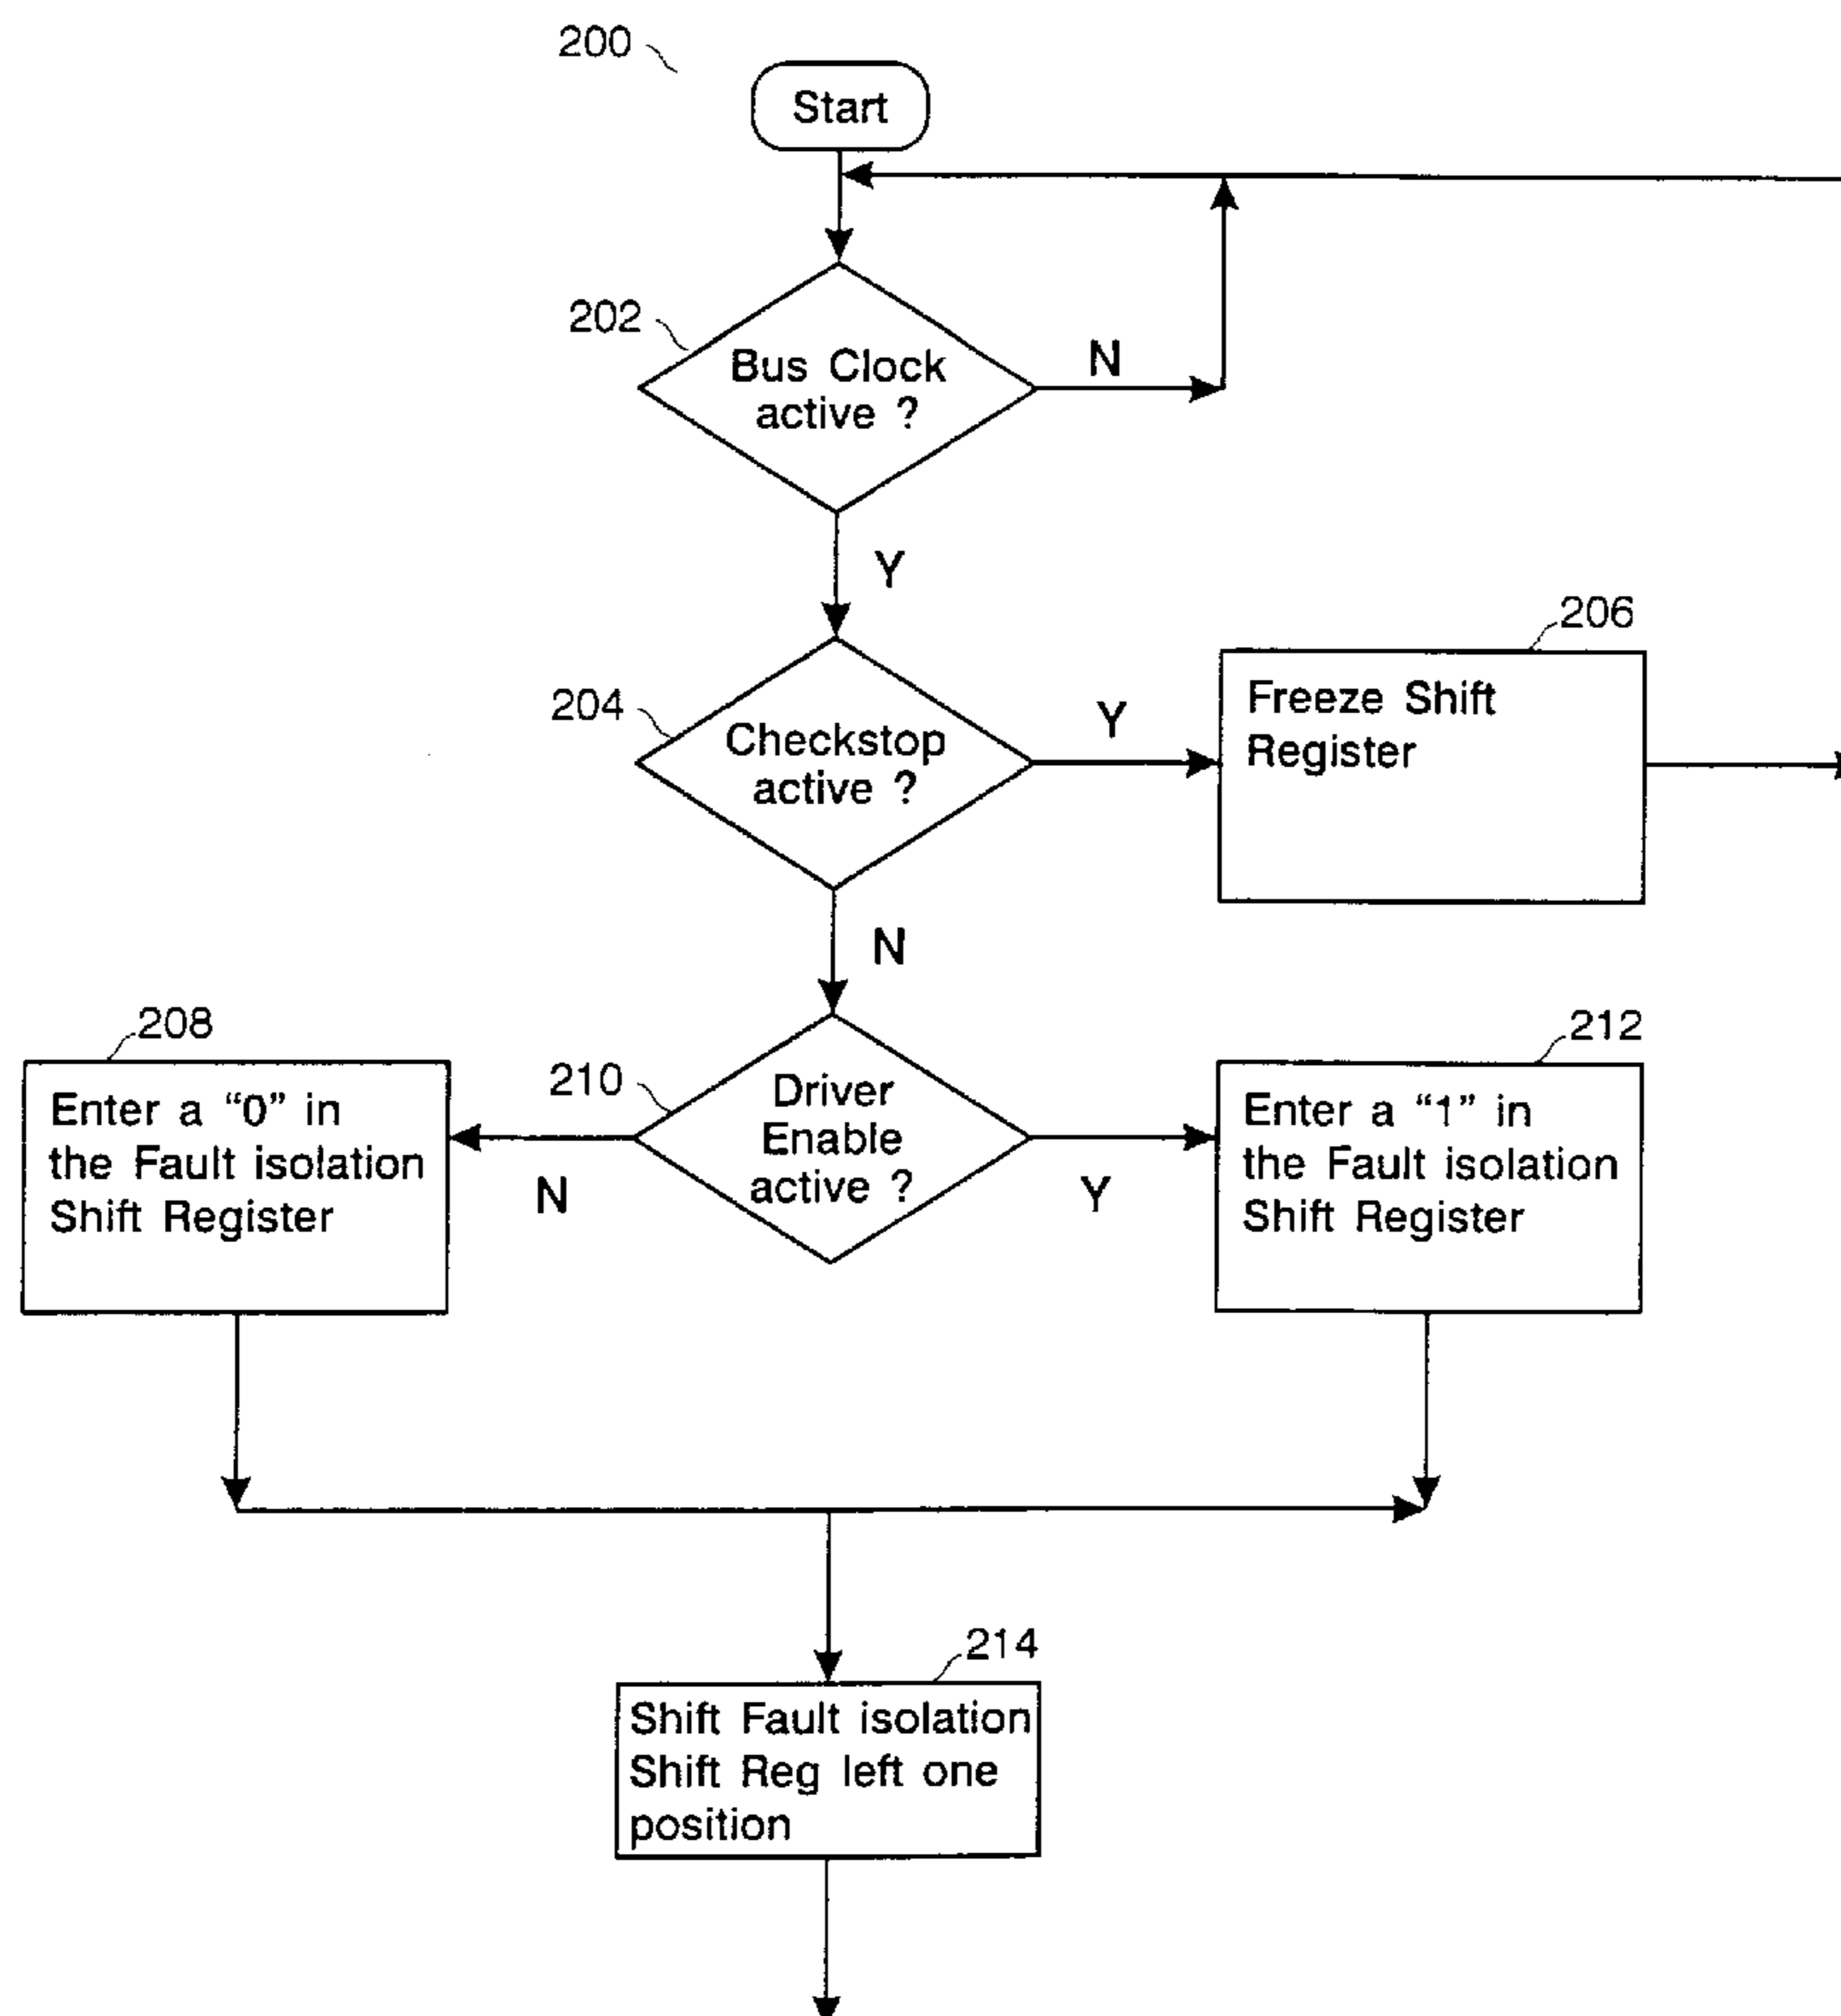 200
Start
202
Bus Clock
active ?
N
Y
204
Checkstop
active ?
Y
206
Freeze Shift
Register
N
208
Enter a “0” in
the Fault isolation
Shift Register
210
Driver
Enable
active ?
N
Y
212
Enter a “1” in
the Fault isolation
Shift Register
214
Shift Fault isolation
Shift Reg left one
position